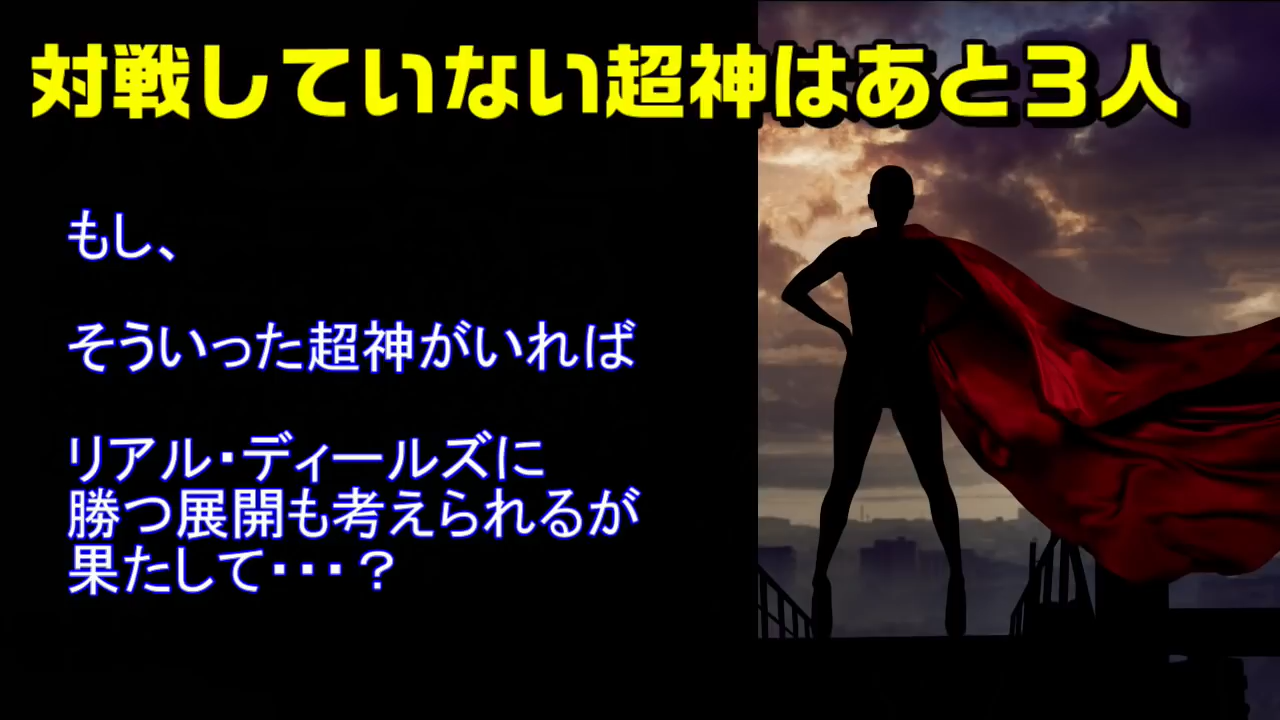 対戦していない超神はあと３人
もし、
そういった超神がいれば
リアル・ディールズに
勝つ展開も考えられるが
果たして・・・？